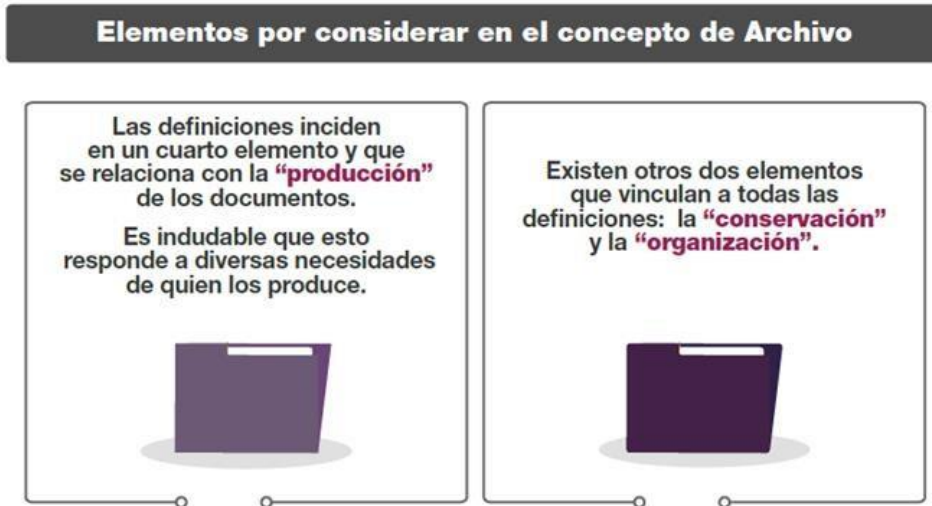 Elementos por considerar en el concepto de Archivo
Las definiciones inciden
en un cuarto elemento y que
se relaciona con la “producción”
de los documentos.
Es indudable que esto
responde a diversas necesidades
de quien los produce.
Existen otros dos elementos
que vinculan a todas las
definiciones: la “conservación”
y la “organización”.